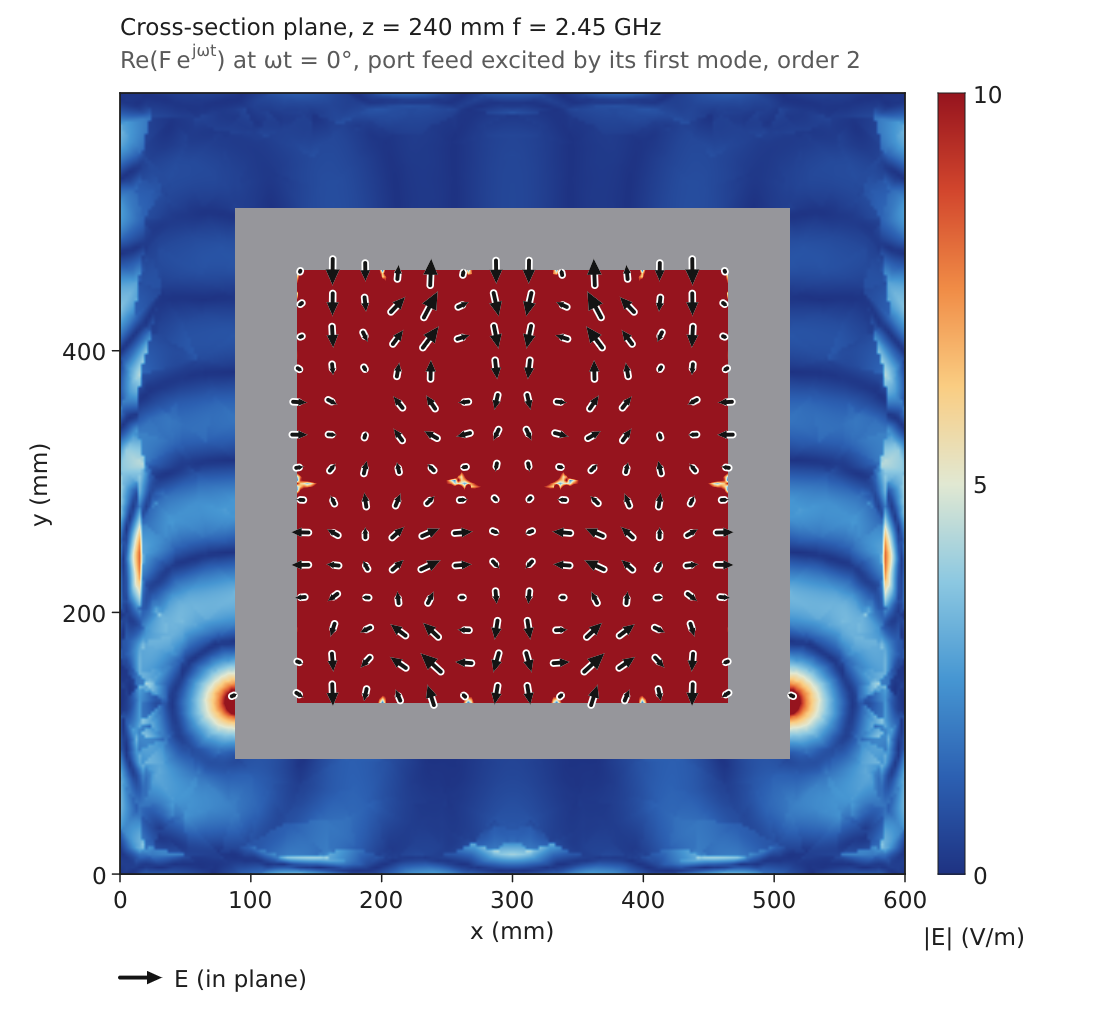 Cross-section plane, z = 240 mm f = 2.45 GHz
Re(F e^jωt) at ωt = 0°, port feed excited by its first mode, order 2
10
5
0
|E| (V/m)
y (mm)
400
200
0
0 100 200 300 400 500 600
x (mm)
E (in plane)